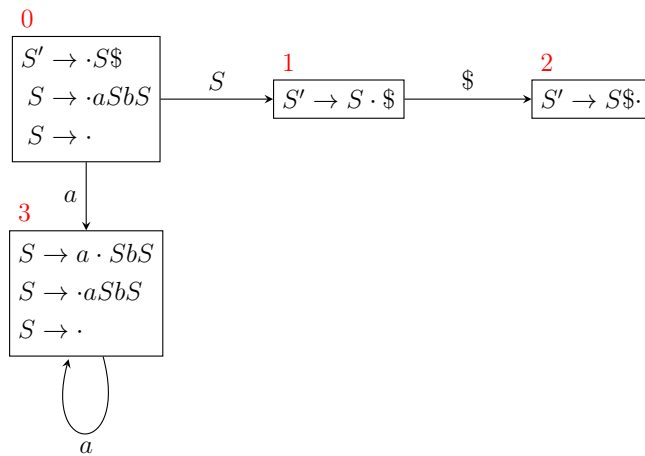 0
S′ → ·S$
S → ·aSbS
S → ·
S
1
S′ → S · $
$
2
S′ → S$·
a
3
S → a · SbS
S → ·aSbS
S → ·
a